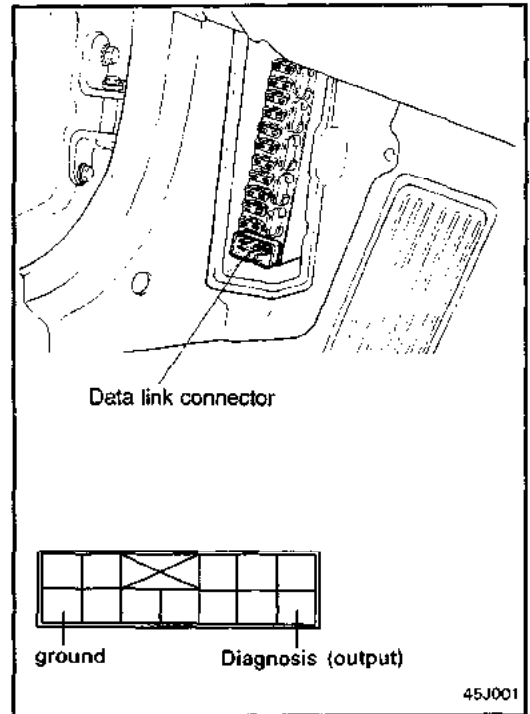 Data link connector
ground
Diagnosis (output)
45J001